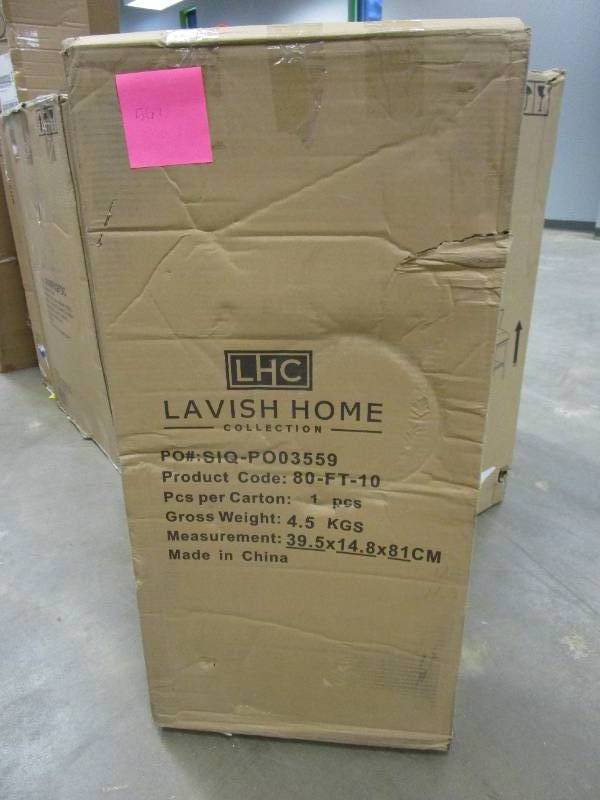 LHC
LAVISH HOME
COLLECTION
PO#:SIQ-PO03559
Product Code: 80-FT-10
Pcs per Carton: 1 pcs
Gross Weight: 4.5 KGS
Measurement: 39.5x14.8x81CM
Made in China
LHC